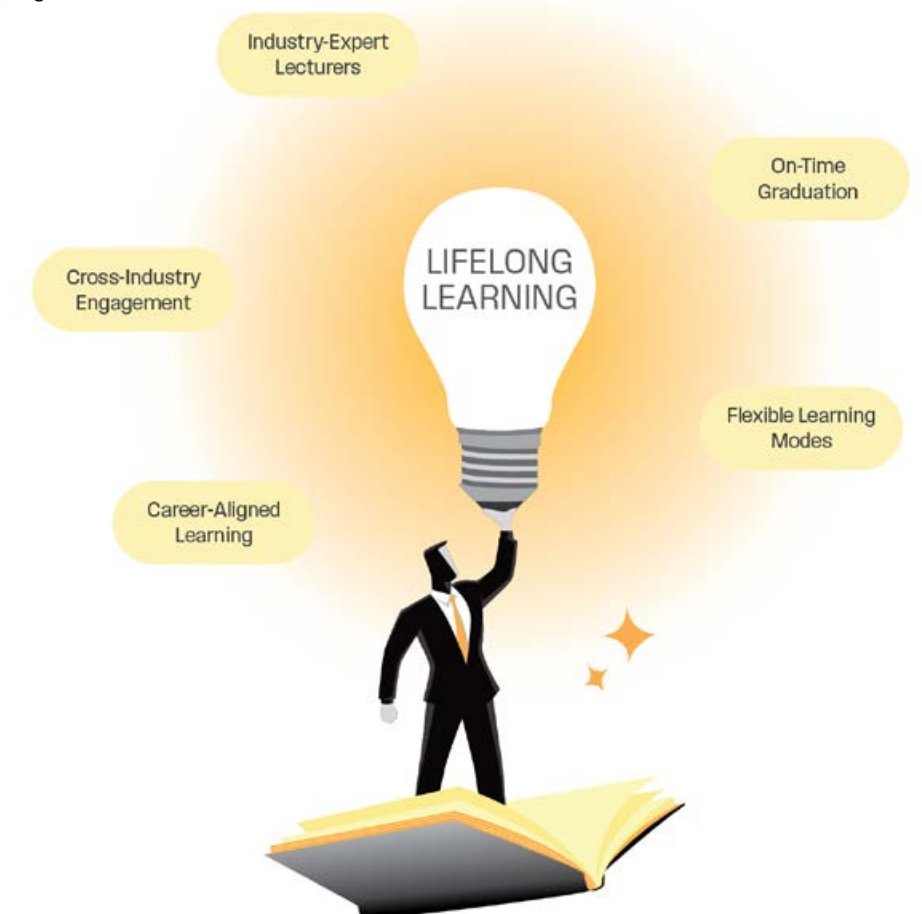 Industry-Expert
Lecturers
On-Time
Graduation
LIFELONG
LEARNING
Cross-Industry
Engagement
Flexible Learning
Modes
Career-Aligned
Learning